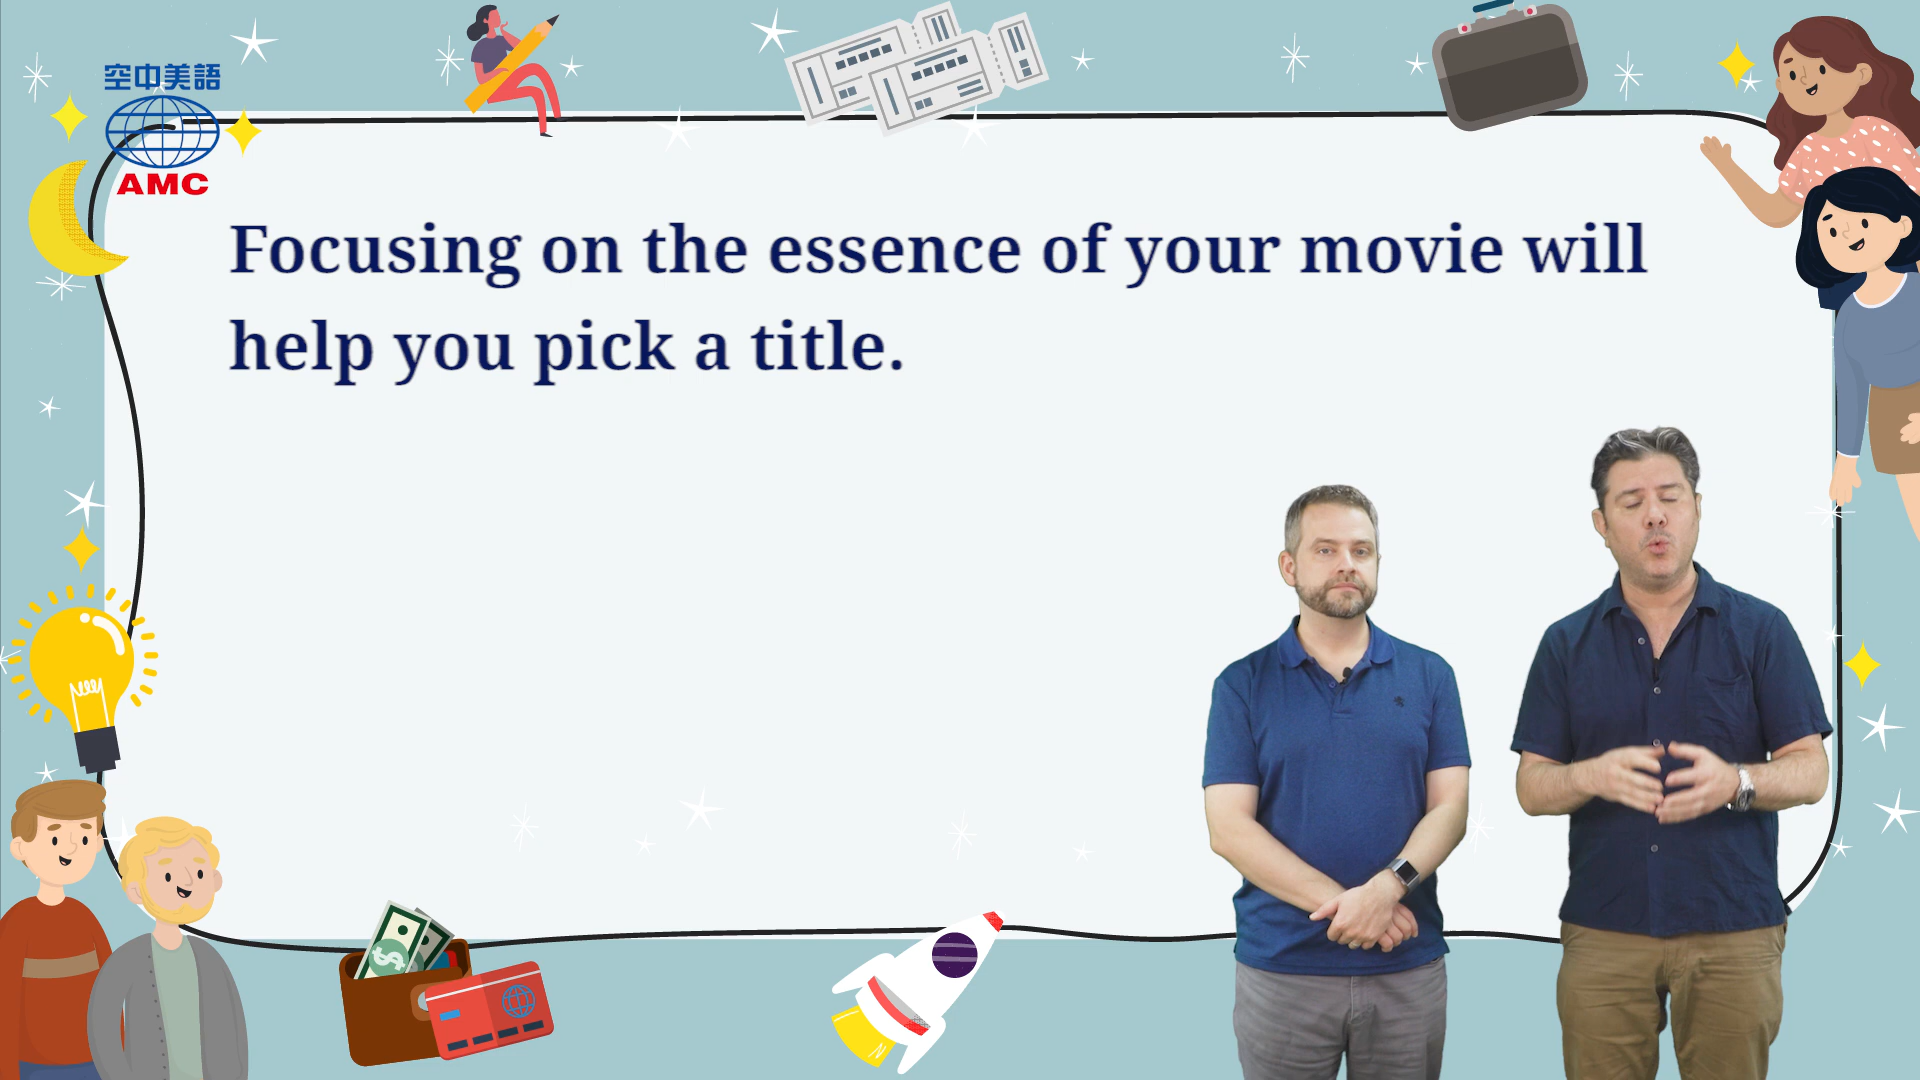 空中美語
AMC
Focusing on the essence of your movie will
help you pick a title.